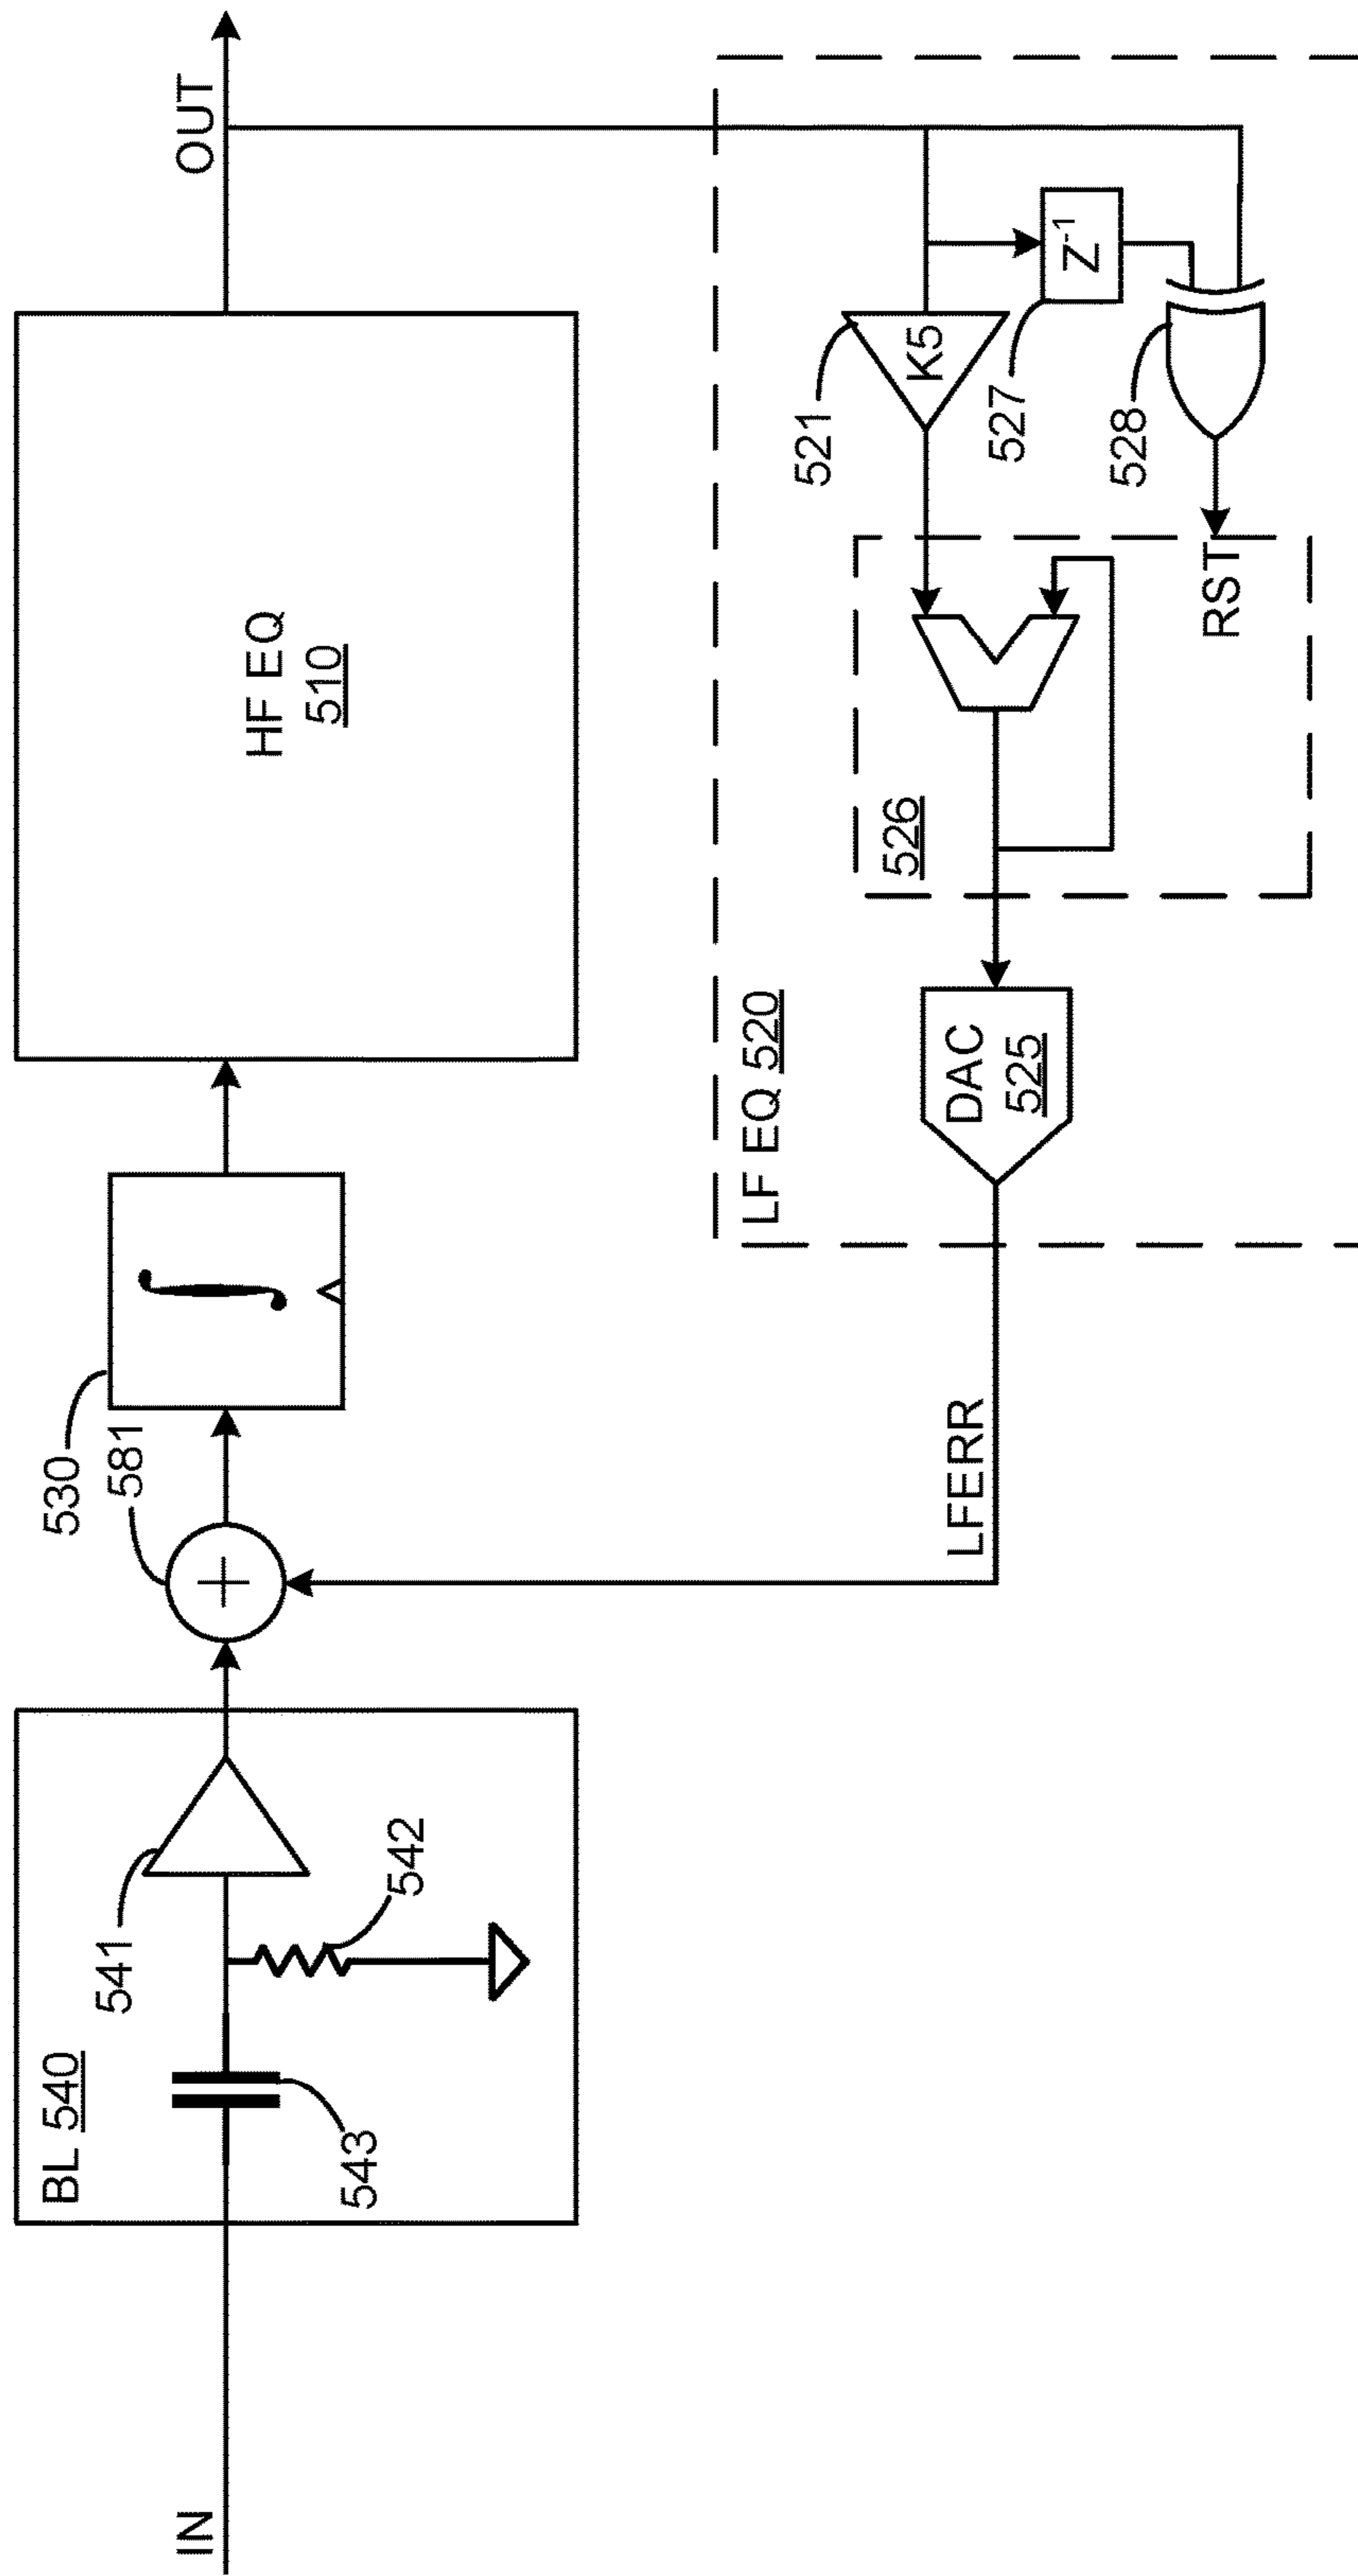 IN
BL 540
543
541
542
581
530
HF EQ
510
OUT
LFERR
LF EQ 520
DAC
525
526
RST
K5
521
Z-1
527
528